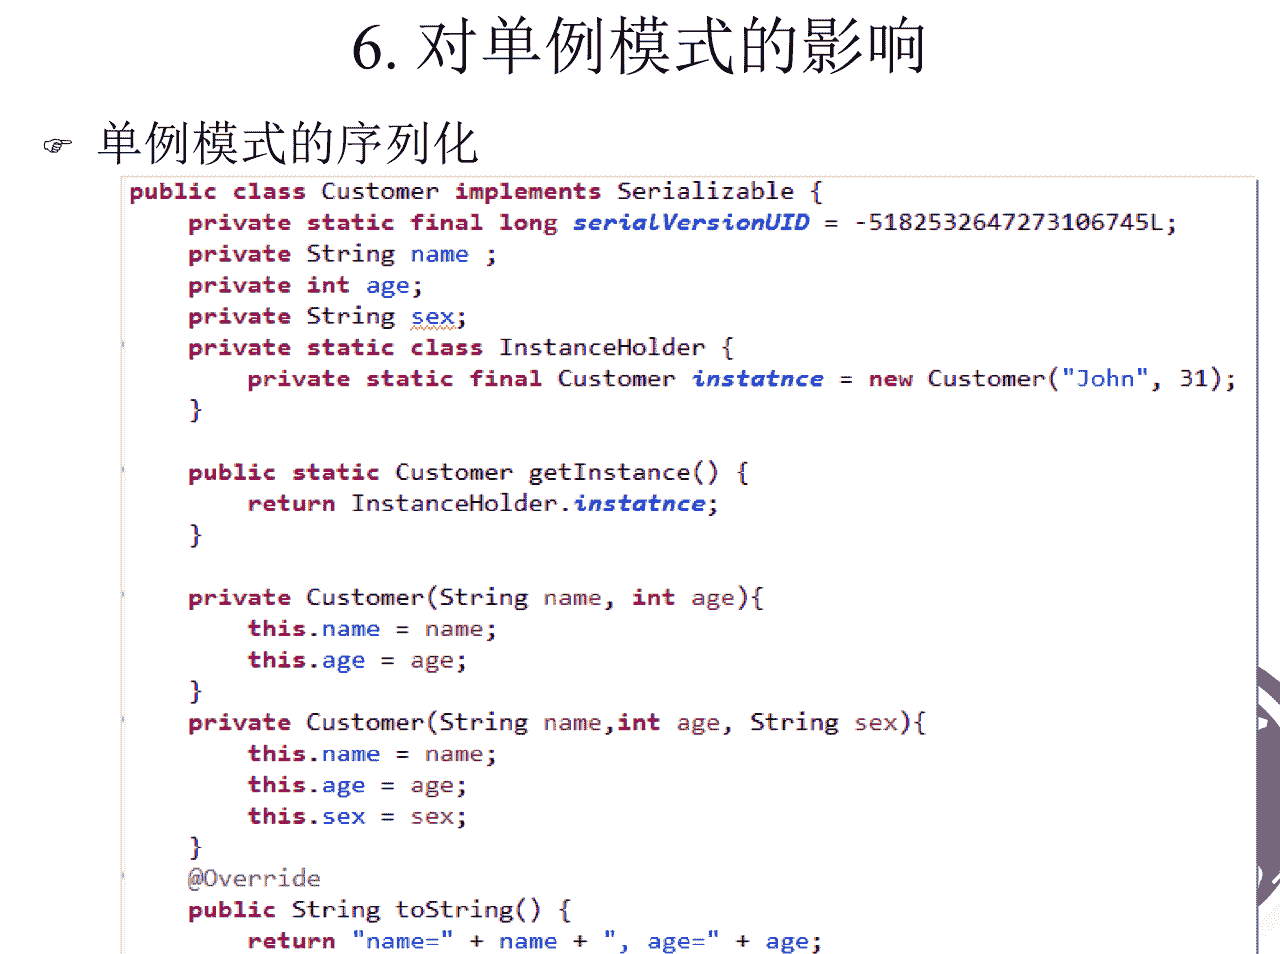 6. 对单例模式的影响
☞ 单例模式的序列化
public class Customer implements Serializable {
    private static final long serialVersionUID = -5182532647273106745L;
    private String name ;
    private int age;
    private String sex;
    private static class InstanceHolder {
        private static final Customer instatnce = new Customer("John", 31);
    }
    public static Customer getInstance() {
        return InstanceHolder.instatnce;
    }
    private Customer(String name, int age){
        this.name = name;
        this.age = age;
    }
    private Customer(String name,int age, String sex){
        this.name = name;
        this.age = age;
        this.sex = sex;
    }
    @Override
    public String toString() {
        return "name=" + name + ", age=" + age;